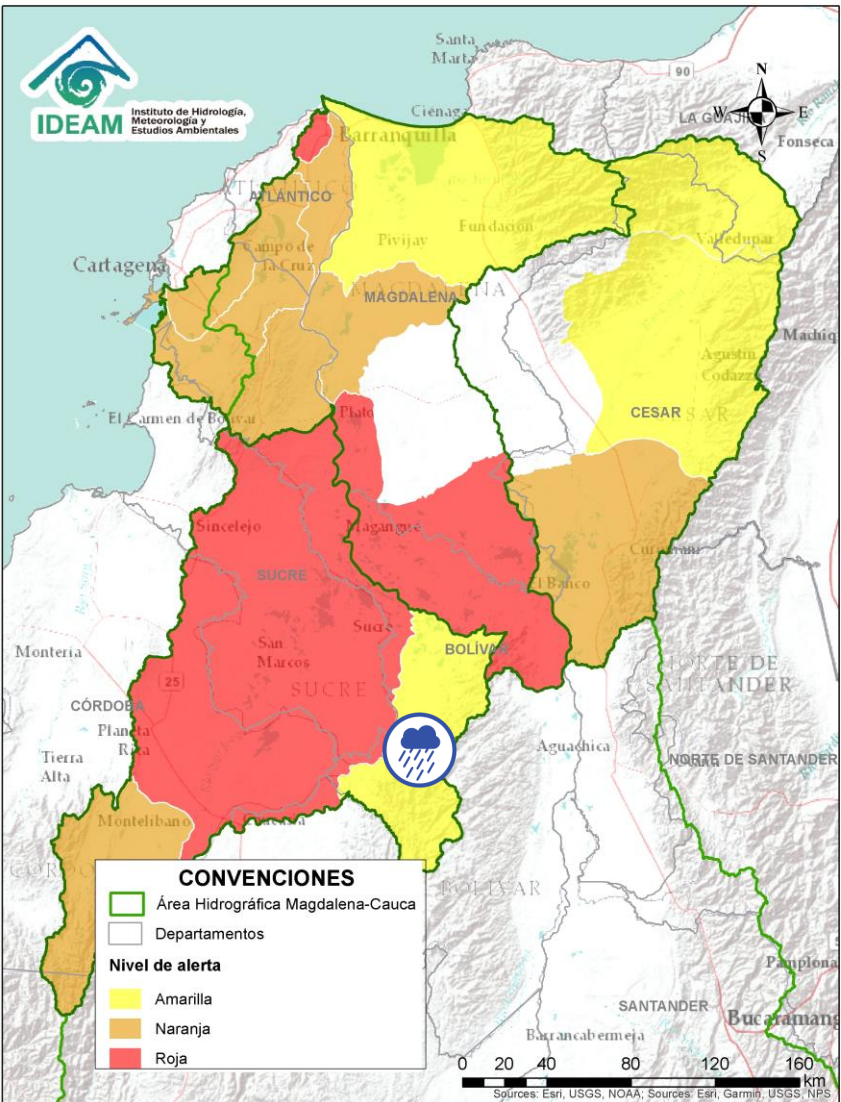 IDEAM
Instituto de Hidrología,
Meteorología y
Estudios Ambientales
Santa
Marta
90
N
W
E
S
Ciénaga
LA GUAJIRA
Fonseca
Barranquilla
ATLÁNTICO
Campo de
la Cruz
Pivijay
Fundación
Valledupar
Cartagena
MAGDALENA
MAGDALENA
Agustín
Codazzi
CESAR
El Carmen de Bolívar
Plato
Sincelejo
Magangué
SUCRE
El Banco
Sucre
San
Marcos
SUCRE
BOLÍVAR
Montería
CÓRDOBA
25
Planeta
Rica
Tierra
Alta
Aguachica
NORTE DE
SANTANDER
NORTE DE SANTANDER
Montelíbano
BOLÍVAR
Pamplona
SANTANDER
Bucaramang
Barrancabermeja
CONVENCIONES
Área Hidrográfica Magdalena-Cauca
Departamentos
Nivel de alerta
Amarilla
Naranja
Roja
0 20 40 80 120 160
km
Sources: Esri, USGS, NOAA; Sources: Esri, Garmin, USGS, NPS